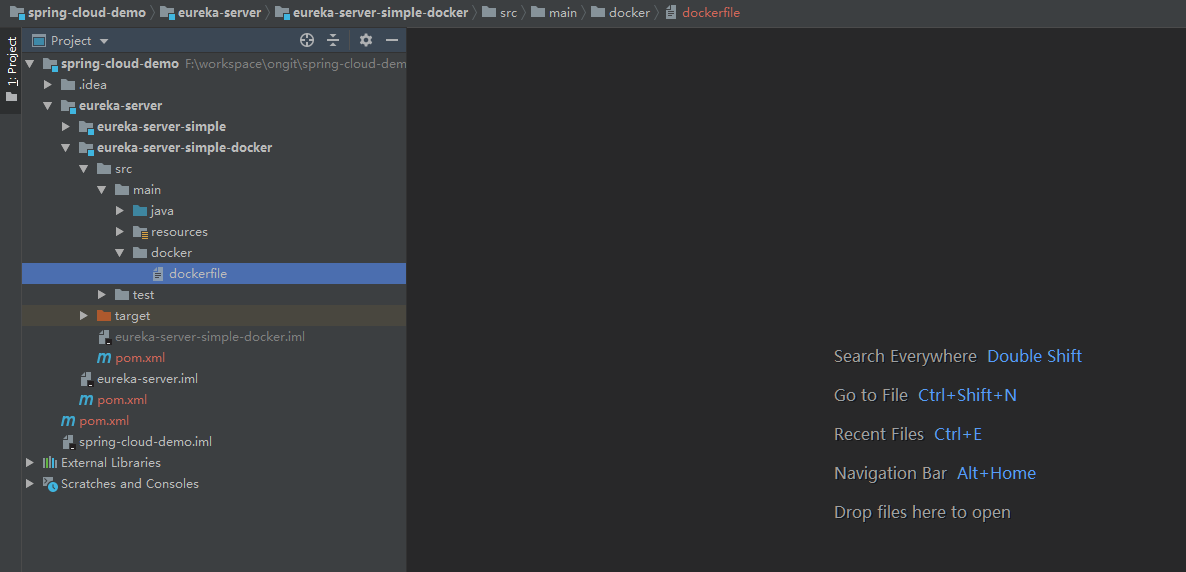 spring-cloud-demo eureka-server eureka-server-simple-docker src main docker dockerfile
1: Project
Project
spring-cloud-demo F:\workspace\ongit\spring-cloud-dem
.idea
eureka-server
eureka-server-simple
eureka-server-simple-docker
src
main
java
resources
docker
dockerfile
test
target
eureka-server-simple-docker.iml
pom.xml
eureka-server.iml
pom.xml
pom.xml
spring-cloud-demo.iml
External Libraries
Scratches and Consoles
Search Everywhere Double Shift
Go to File Ctrl+Shift+N
Recent Files Ctrl+E
Navigation Bar Alt+Home
Drop files here to open